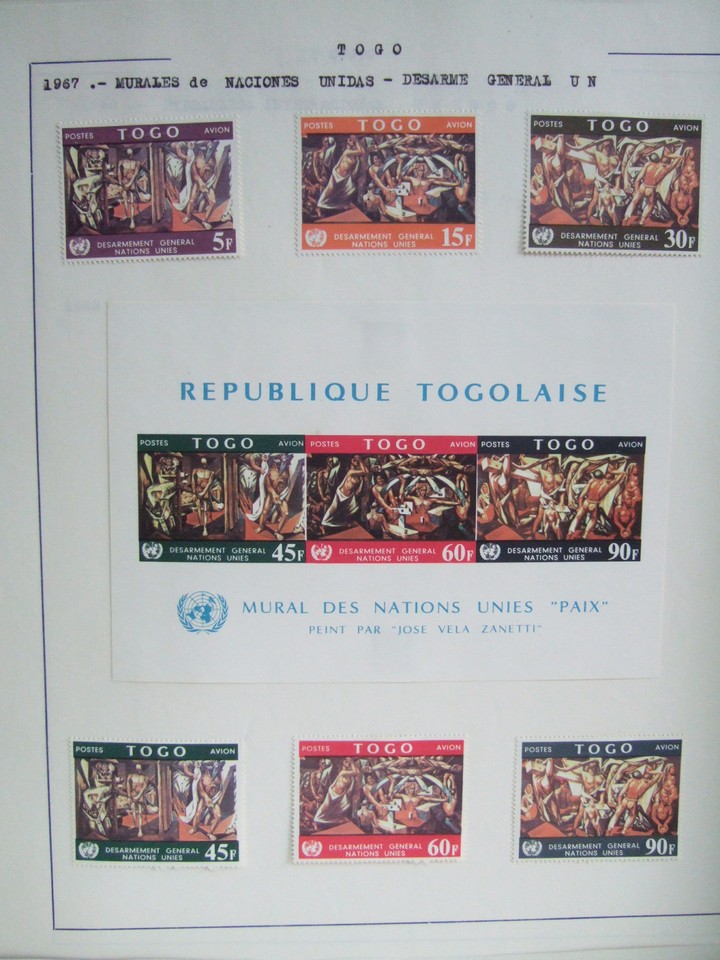 TOGO
1967 .- MURALES de NACIONES UNIDAS - DESARME GENERAL U N
POSTES TOGO AVION
DESARMEMENT GENERAL
NATIONS UNIES 5F
POSTES TOGO AVION
DESARMEMENT GENERAL
NATIONS UNIES 15F
POSTES TOGO AVION
DESARMEMENT GENERAL
NATIONS UNIES 30F
REPUBLIQUE TOGOLAISE
POSTES TOGO AVION
DESARMEMENT GENERAL
NATIONS UNIES 45F
POSTES TOGO AVION
DESARMEMENT GENERAL
NATIONS UNIES 60F
POSTES TOGO AVION
DESARMEMENT GENERAL
NATIONS UNIES 90F
MURAL DES NATIONS UNIES "PAIX"
PEINT PAR "JOSE VELA ZANETTI"
POSTES TOGO AVION
DESARMEMENT GENERAL
NATIONS UNIES 45F
POSTES TOGO AVION
DESARMEMENT GENERAL
NATIONS UNIES 60F
POSTES TOGO AVION
DESARMEMENT GENERAL
NATIONS UNIES 90F